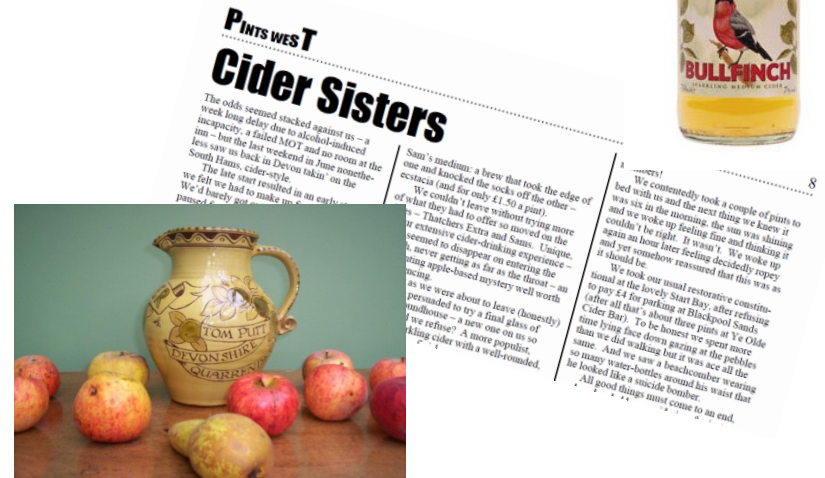 PINTS WEST
Cider Sisters
The odds seemed stacked against us – a
week long delay due to alcohol-induced
incapacity, a failed MOT and no room at the
inn – but the last weekend in June nonethe-
less saw us back in Devon takin' on the
South Hams, cider-style.
The late start resulted in an early
we felt we had to make up
We'd barely got
paused
Sam's medium: a brew that took the edge of
one and knocked the socks off the other –
ecstacia (and for only £1.50 a pint).
We couldn't leave without trying more
of what they had to offer so moved on the
– Thatchers Extra and Sams. Unique,
extensive cider-drinking experience –
seemed to disappear on entering the
, never getting as far as the throat – an
apple-based mystery well worth
as we were about to leave (honestly)
persuaded to try a final glass of
– a new one on us so
we refuse? A more populist,
cider with a well-rounded,
We contentedly took a couple of pints to
bed with us and the next thing we knew it
was six in the morning, the sun was shining
and we woke up feeling fine and thinking it
couldn't be right. It wasn't. We woke up
again an hour later feeling decidedly ropey
and yet somehow reassured that this was as
it should be.
We took our usual restorative constitu-
tional at the lovely Start Bay, after refusing
to pay £4 for parking at Blackpool Sands
(after all that's about three pints at Ye Olde
Cider Bar). To be honest we spent more
time lying face down gazing at the pebbles
than we did walking but it was ace all the
same. And we saw a beachcomber wearing
so many water-bottles around his waist that
he looked like a suicide bomber.
All good things must come to an end,
8
BULLFINCH
SPARKLING MEDIUM CIDER
TOM PUTT
DEVONSHIRE
QUARREN